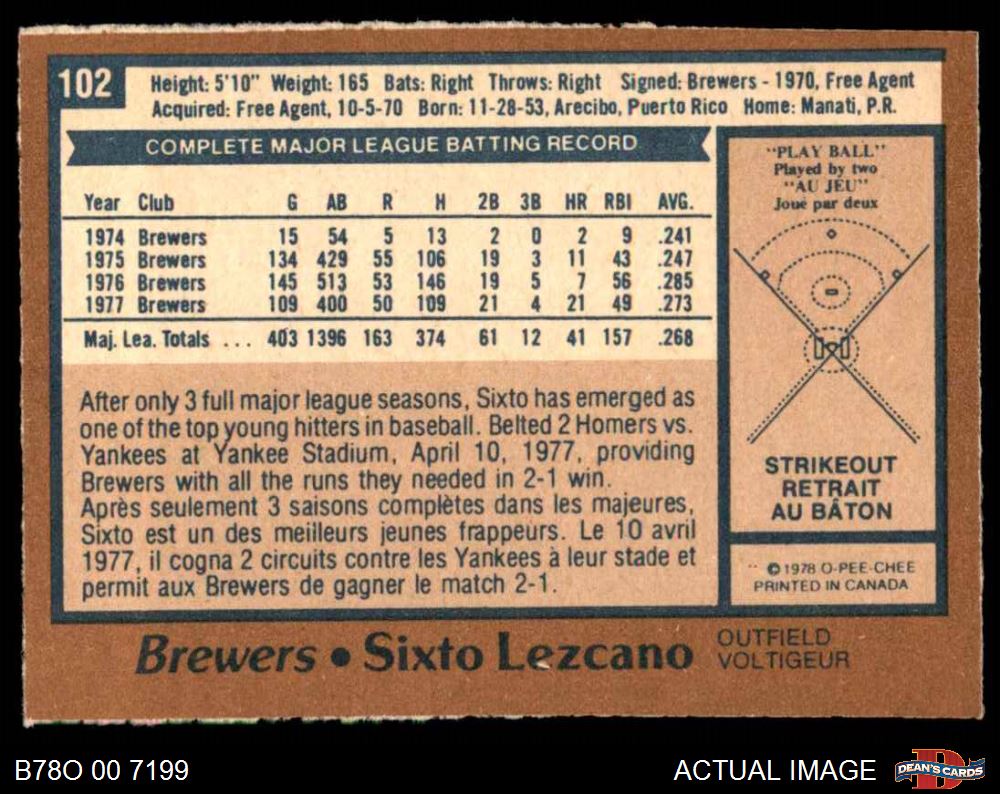 102
Height: 5'10" Weight: 165 Bats: Right Throws: Right Signed: Brewers - 1970, Free Agent
Acquired: Free Agent, 10-5-70 Born: 11-28-53, Arecibo, Puerto Rico Home: Manati, P.R.
COMPLETE MAJOR LEAGUE BATTING RECORD
Year Club G AB R H 2B 3B HR RBI AVG.
1974 Brewers 15 54 5 13 2 0 2 9 .241
1975 Brewers 134 429 55 106 19 3 11 43 .247
1976 Brewers 145 513 53 146 19 5 7 56 .285
1977 Brewers 109 400 50 109 21 4 21 49 .273
Maj. Lea. Totals ... 403 1396 163 374 61 12 41 157 .268
After only 3 full major league seasons, Sixto has emerged as
one of the top young hitters in baseball. Belted 2 Homers vs.
Yankees at Yankee Stadium, April 10, 1977, providing
Brewers with all the runs they needed in 2-1 win.
Après seulement 3 saisons complètes dans les majeures,
Sixto est un des meilleurs jeunes frappeurs. Le 10 avril
1977, il cogna 2 circuits contre les Yankees à leur stade et
permit aux Brewers de gagner le match 2-1.
"PLAY BALL"
Played by two
"AU JEU"
Joué par deux
STRIKEOUT
RETRAIT
AU BÂTON
© 1978 O-PEE-CHEE
PRINTED IN CANADA
Brewers • Sixto Lezcano
OUTFIELD
VOLTIGEUR
B78O 00 7199
ACTUAL IMAGE
DEAN'S CARDS